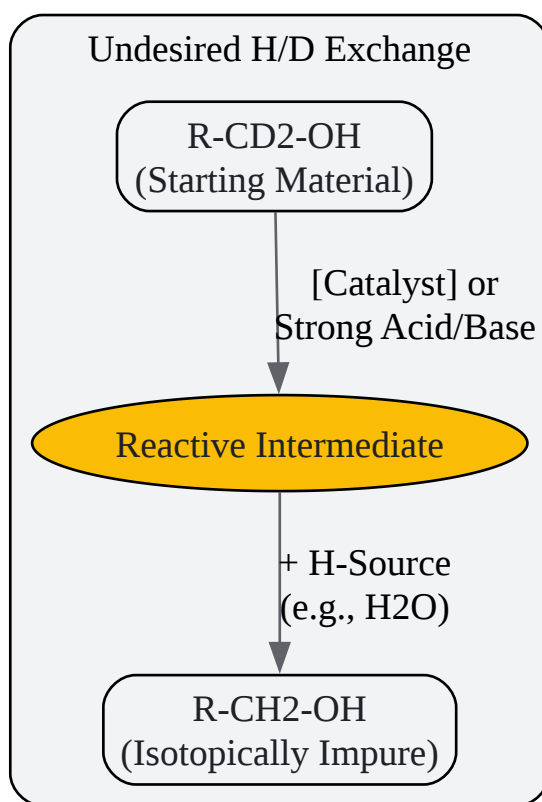 Undesired H/D Exchange
R-CD2-OH
(Starting Material)
[Catalyst] or
Strong Acid/Base
Reactive Intermediate
+ H-Source
(e.g., H2O)
R-CH2-OH
(Isotopically Impure)